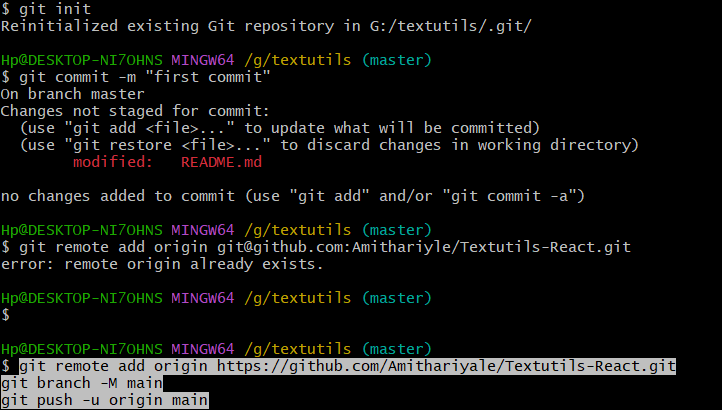 $ git init
Reinitialized existing Git repository in G:/textutils/.git/
Hp@DESKTOP-NI7OHNS MINGW64 /g/textutils (master)
$ git commit -m "first commit"
On branch master
Changes not staged for commit:
  (use "git add <file>..." to update what will be committed)
  (use "git restore <file>..." to discard changes in working directory)
        modified:   README.md
no changes added to commit (use "git add" and/or "git commit -a")
Hp@DESKTOP-NI7OHNS MINGW64 /g/textutils (master)
$ git remote add origin git@github.com:Amithariyle/Textutils-React.git
error: remote origin already exists.
Hp@DESKTOP-NI7OHNS MINGW64 /g/textutils (master)
$
Hp@DESKTOP-NI7OHNS MINGW64 /g/textutils (master)
$ git remote add origin https://github.com/Amithariyale/Textutils-React.git
git branch -M main
git push -u origin main